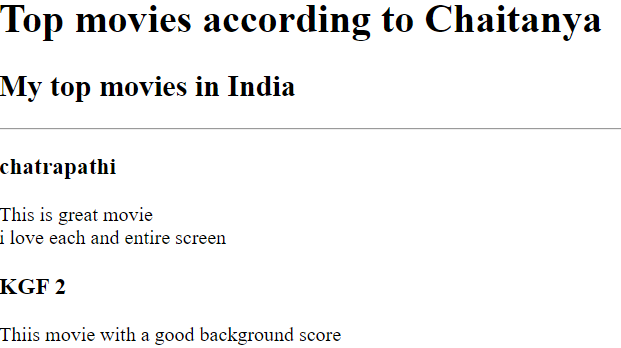 Top movies according to Chaitanya
My top movies in India
chatrapathi
This is great movie
i love each and entire screen
KGF 2
Thiis movie with a good background score